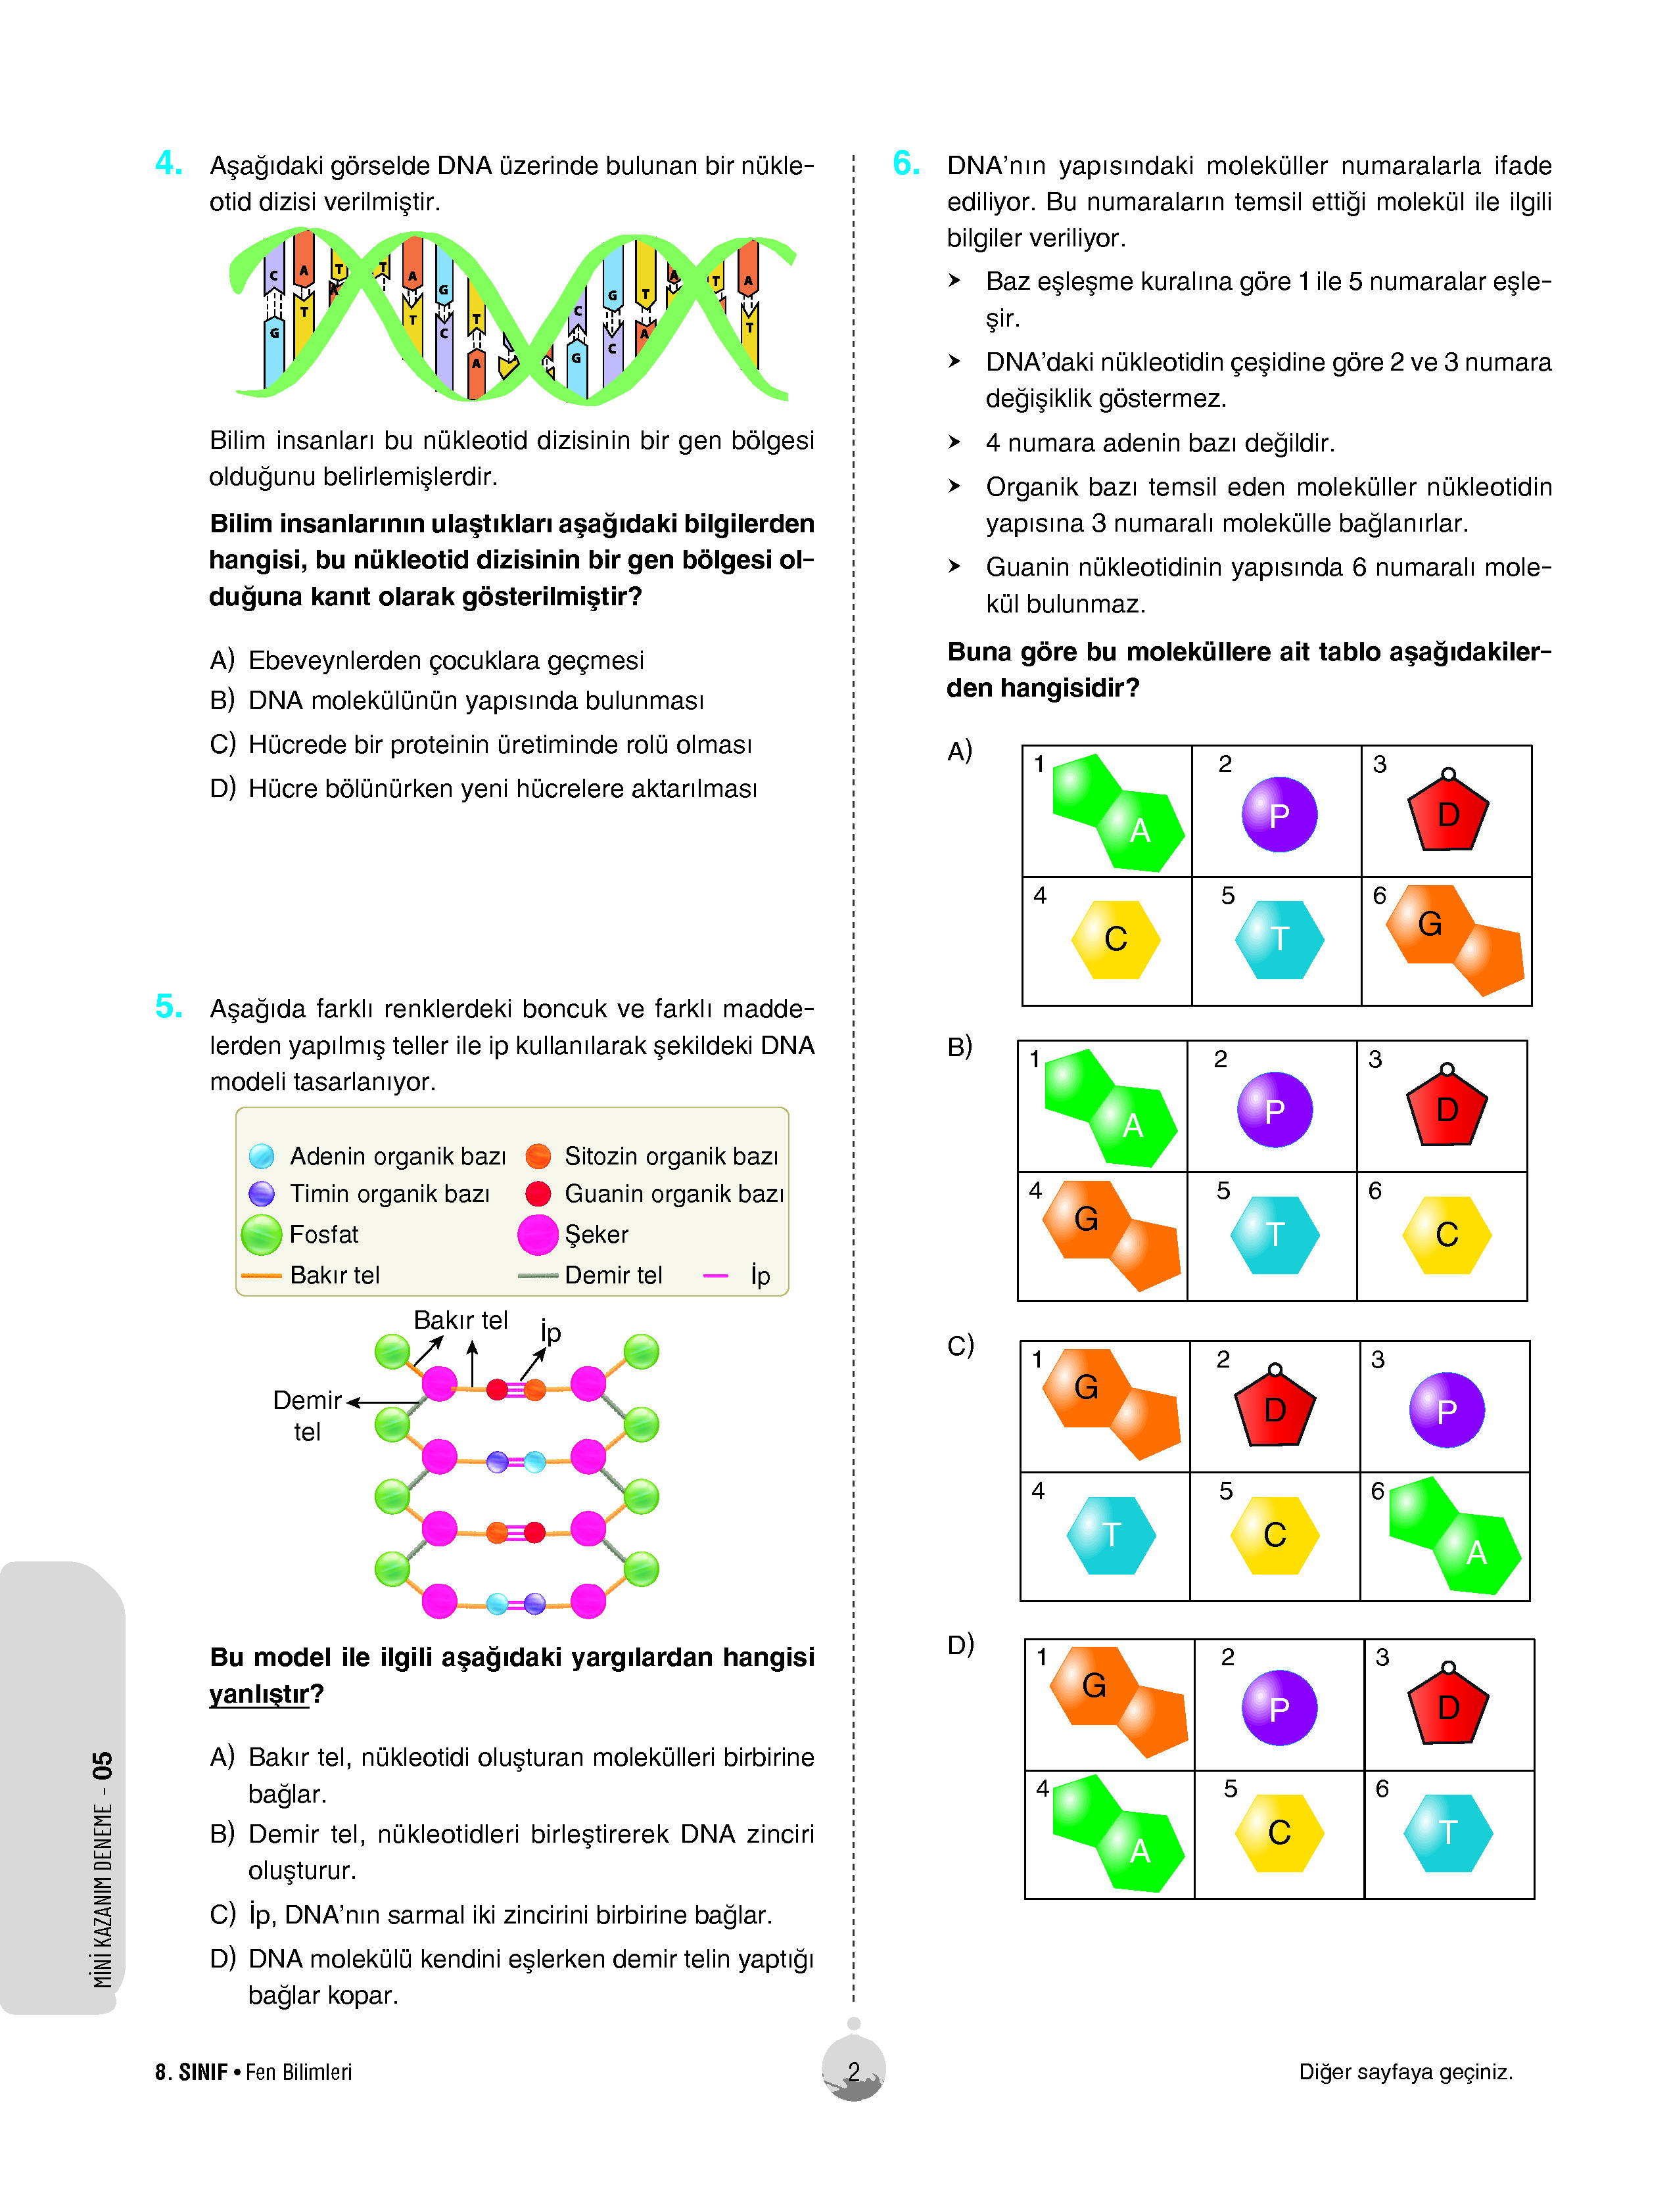 4. Aşağıdaki görselde DNA üzerinde bulunan bir nükle-
otid dizisi verilmiştir.
C A T T A G T C G T A T A
G T A T C A G C A T
Bilim insanları bu nükleotid dizisinin bir gen bölgesi
olduğunu belirlemişlerdir.
Bilim insanlarının ulaştıkları aşağıdaki bilgilerden
hangisi, bu nükleotid dizisinin bir gen bölgesi ol-
duğuna kanıt olarak gösterilmiştir?
A) Ebeveynlerden çocuklara geçmesi
B) DNA molekülünün yapısında bulunması
C) Hücrede bir proteinin üretiminde rolü olması
D) Hücre bölünürken yeni hücrelere aktarılması
5. Aşağıda farklı renklerdeki boncuk ve farklı madde-
lerden yapılmış teller ile ip kullanılarak şekildeki DNA
modeli tasarlanıyor.
Adenin organik bazı Sitozin organik bazı
Timin organik bazı Guanin organik bazı
Fosfat Şeker
Bakır tel Demir tel İp
Bakır tel İp
Demir
tel
Bu model ile ilgili aşağıdaki yargılardan hangisi
yanlıştır?
A) Bakır tel, nükleotidi oluşturan molekülleri birbirine
bağlar.
B) Demir tel, nükleotidleri birleştirerek DNA zinciri
oluşturur.
C) İp, DNA'nın sarmal iki zincirini birbirine bağlar.
D) DNA molekülü kendini eşlerken demir telin yaptığı
bağlar kopar.
6. DNA'nın yapısındaki moleküller numaralarla ifade
ediliyor. Bu numaraların temsil ettiği molekül ile ilgili
bilgiler veriliyor.
➤ Baz eşleşme kuralına göre 1 ile 5 numaralar eşle-
şir.
➤ DNA'daki nükleotidin çeşidine göre 2 ve 3 numara
değişiklik göstermez.
➤ 4 numara adenin bazı değildir.
➤ Organik bazı temsil eden moleküller nükleotidin
yapısına 3 numaralı molekülle bağlanırlar.
➤ Guanin nükleotidinin yapısında 6 numaralı mole-
kül bulunmaz.
Buna göre bu moleküllere ait tablo aşağıdakiler-
den hangisidir?
A)
1 A 2 P 3 D
4 C 5 T 6 G
B)
1 A 2 P 3 D
4 G 5 T 6 C
C)
1 G 2 D 3 P
4 T 5 C 6 A
D)
1 G 2 P 3 D
4 A 5 C 6 T
MİNİ KAZANIM DENEME - 05
8. SINIF • Fen Bilimleri
2
Diğer sayfaya geçiniz.